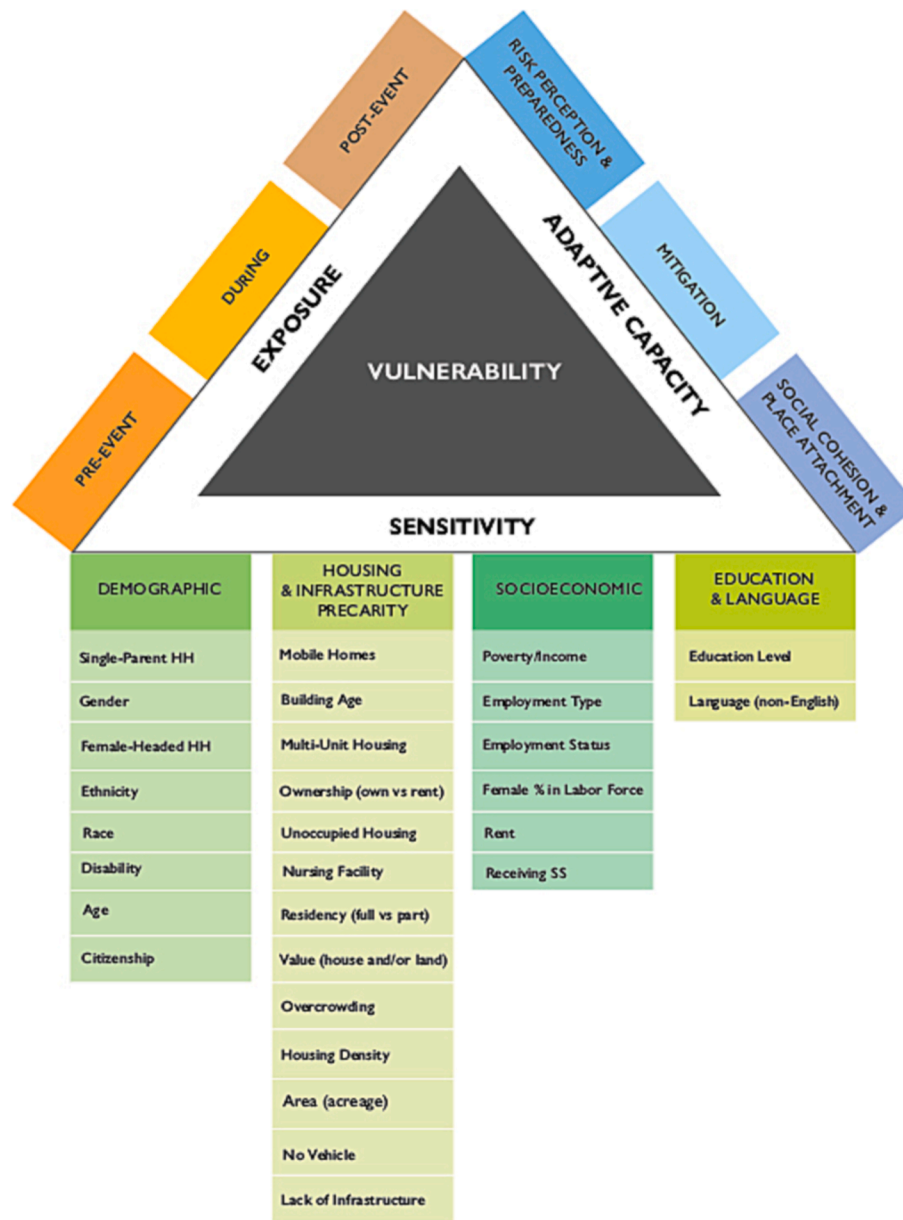 POST-EVENT
DURING
PRE-EVENT
EXPOSURE
RISK PERCEPTION &
PREPAREDNESS
MITIGATION
SOCIAL COHESION &
PLACE ATTACHMENT
ADAPTIVE CAPACITY
VULNERABILITY
SENSITIVITY
DEMOGRAPHIC
Single-Parent HH
Gender
Female-Headed HH
Ethnicity
Race
Disability
Age
Citizenship
HOUSING
& INFRASTRUCTURE
PRECARITY
Mobile Homes
Building Age
Multi-Unit Housing
Ownership (own vs rent)
Unoccupied Housing
Nursing Facility
Residency (full vs part)
Value (house and/or land)
Overcrowding
Housing Density
Area (acreage)
No Vehicle
Lack of Infrastructure
SOCIOECONOMIC
Poverty/Income
Employment Type
Employment Status
Female % in Labor Force
Rent
Receiving SS
EDUCATION
& LANGUAGE
Education Level
Language (non-English)